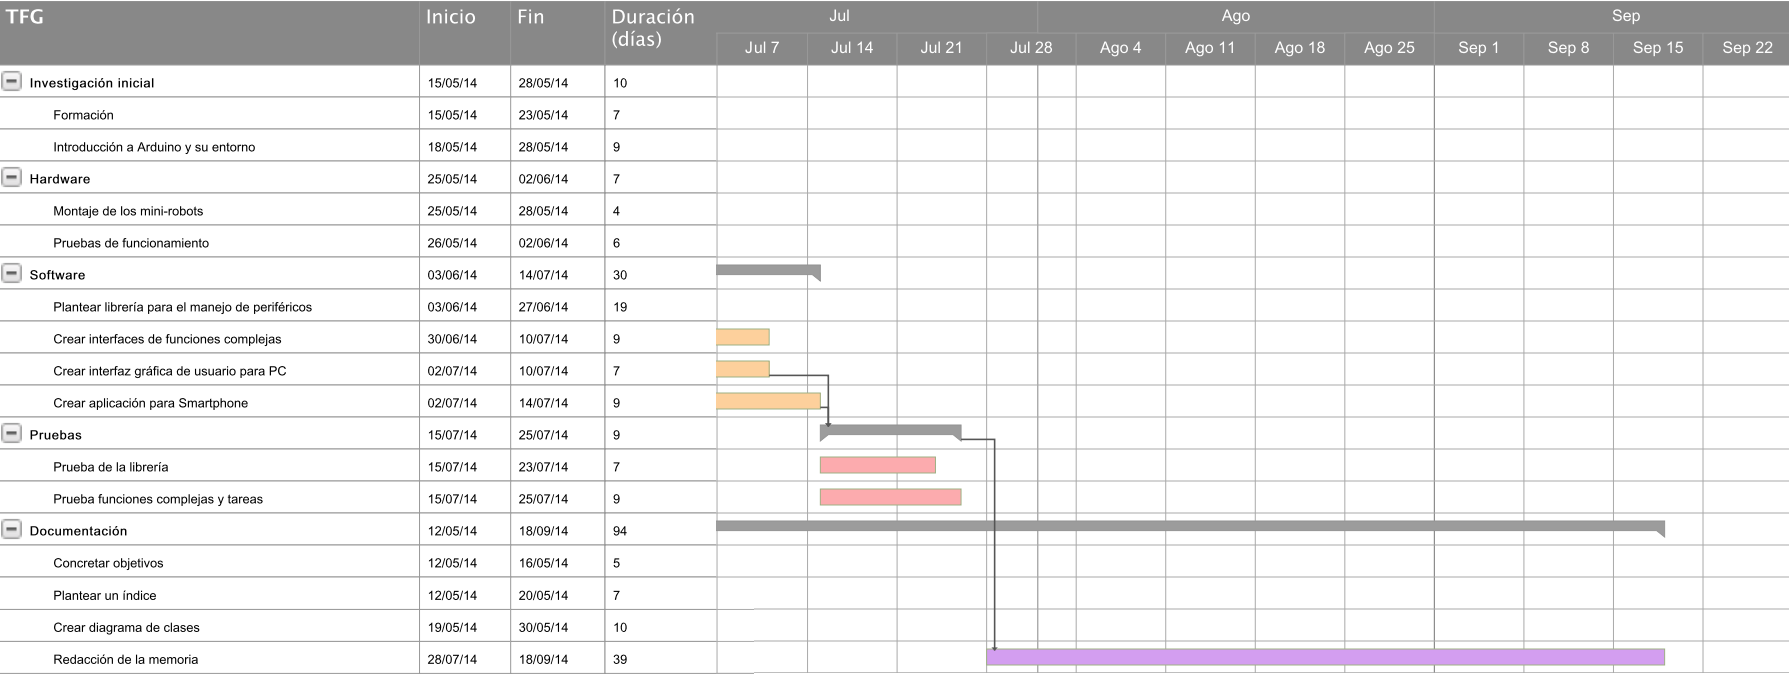 TFG Inicio Fin Duración (días) Jul Ago Sep
Jul 7 Jul 14 Jul 21 Jul 28 Ago 4 Ago 11 Ago 18 Ago 25 Sep 1 Sep 8 Sep 15 Sep 22
Investigación inicial 15/05/14 28/05/14 10
Formación 15/05/14 23/05/14 7
Introducción a Arduino y su entorno 18/05/14 28/05/14 9
Hardware 25/05/14 02/06/14 7
Montaje de los mini-robots 25/05/14 28/05/14 4
Pruebas de funcionamiento 26/05/14 02/06/14 6
Software 03/06/14 14/07/14 30
Plantear librería para el manejo de periféricos 03/06/14 27/06/14 19
Crear interfaces de funciones complejas 30/06/14 10/07/14 9
Crear interfaz gráfica de usuario para PC 02/07/14 10/07/14 7
Crear aplicación para Smartphone 02/07/14 14/07/14 9
Pruebas 15/07/14 25/07/14 9
Prueba de la librería 15/07/14 23/07/14 7
Prueba funciones complejas y tareas 15/07/14 25/07/14 9
Documentación 12/05/14 18/09/14 94
Concretar objetivos 12/05/14 16/05/14 5
Plantear un índice 12/05/14 20/05/14 7
Crear diagrama de clases 19/05/14 30/05/14 10
Redacción de la memoria 28/07/14 18/09/14 39